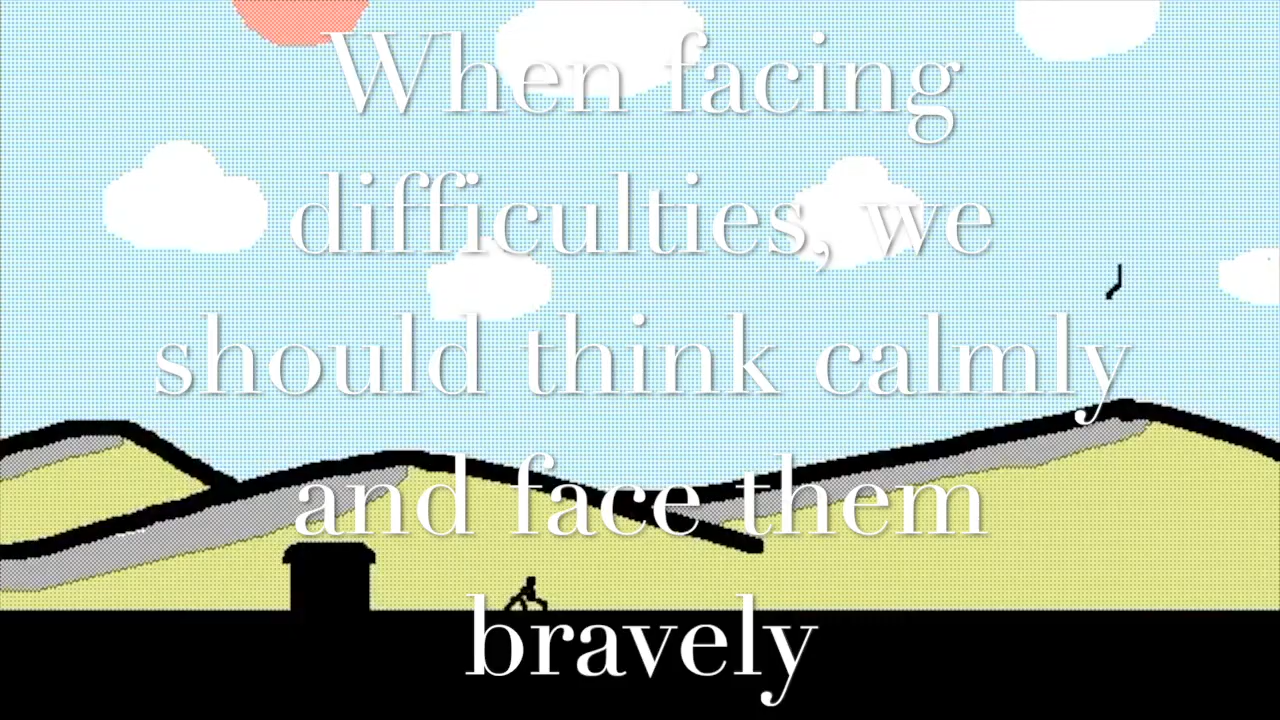 When facing
difficulties, we
should think calmly
and face them
bravely